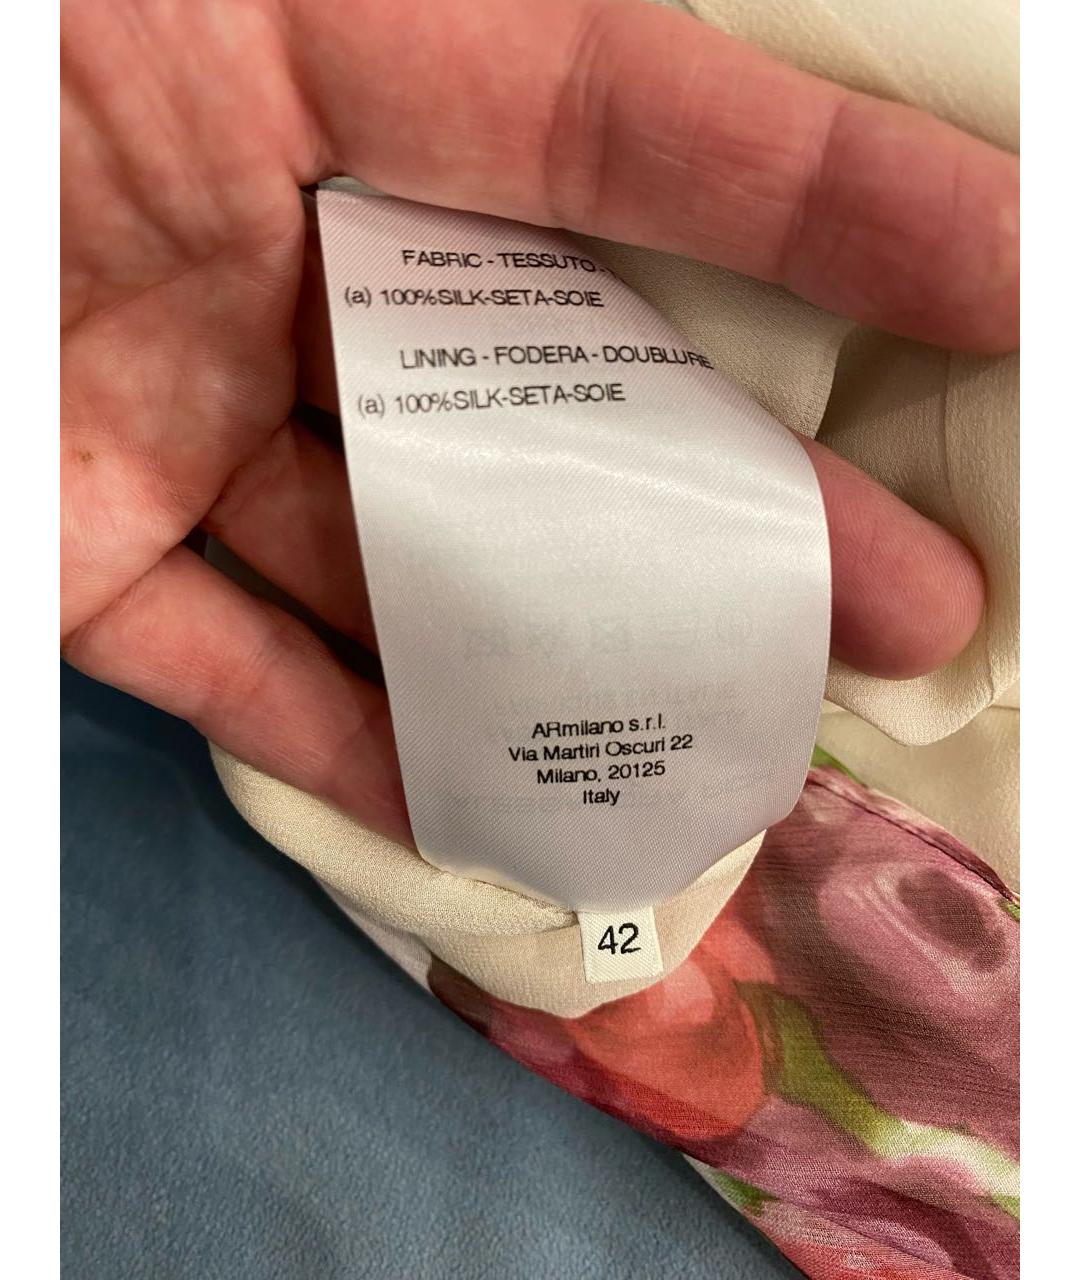 FABRIC - TESSUTO -
(a) 100%SILK-SETA-SOIE
LINING - FODERA - DOUBLURE
(a) 100%SILK-SETA-SOIE
ARmilano s.r.l.
Via Martiri Oscuri 22
Milano, 20125
Italy
42